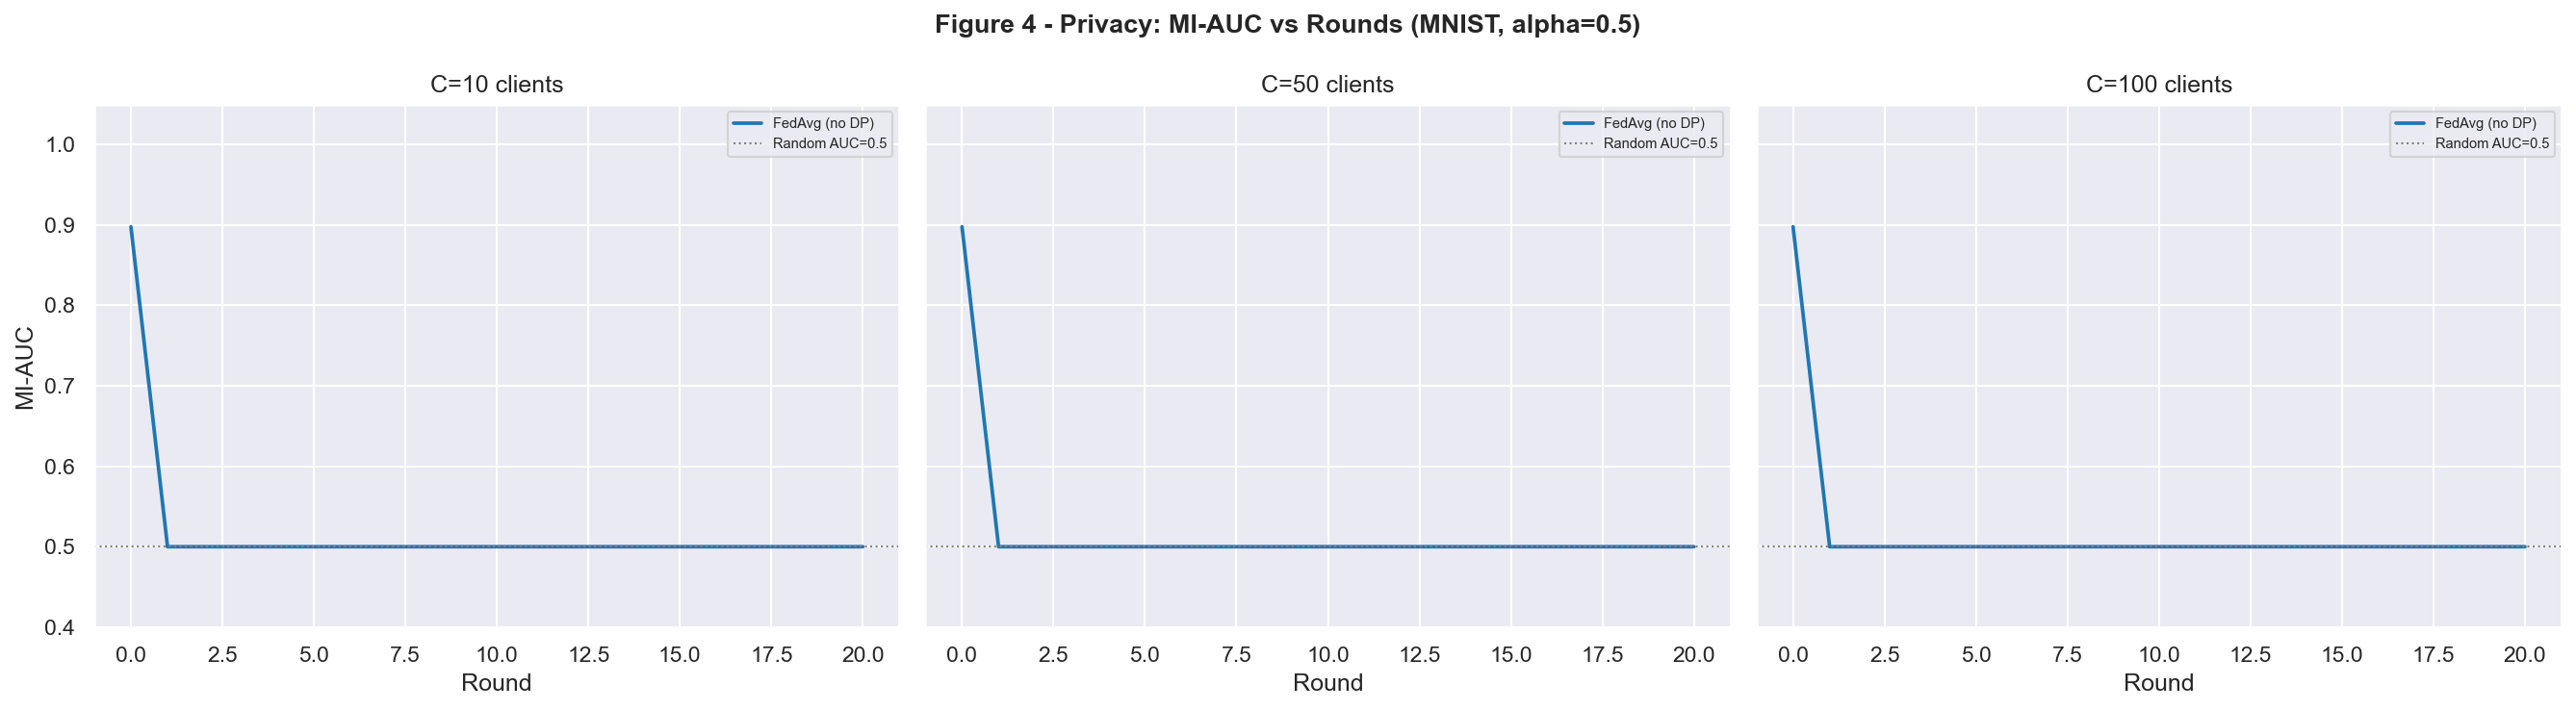 Figure 4 - Privacy: MI-AUC vs Rounds (MNIST, alpha=0.5)
C=10 clients
C=50 clients
C=100 clients
FedAvg (no DP)
Random AUC=0.5
FedAvg (no DP)
Random AUC=0.5
FedAvg (no DP)
Random AUC=0.5
MI-AUC
1.0
0.9
0.8
0.7
0.6
0.5
0.4
0.0 2.5 5.0 7.5 10.0 12.5 15.0 17.5 20.0
0.0 2.5 5.0 7.5 10.0 12.5 15.0 17.5 20.0
0.0 2.5 5.0 7.5 10.0 12.5 15.0 17.5 20.0
Round
Round
Round